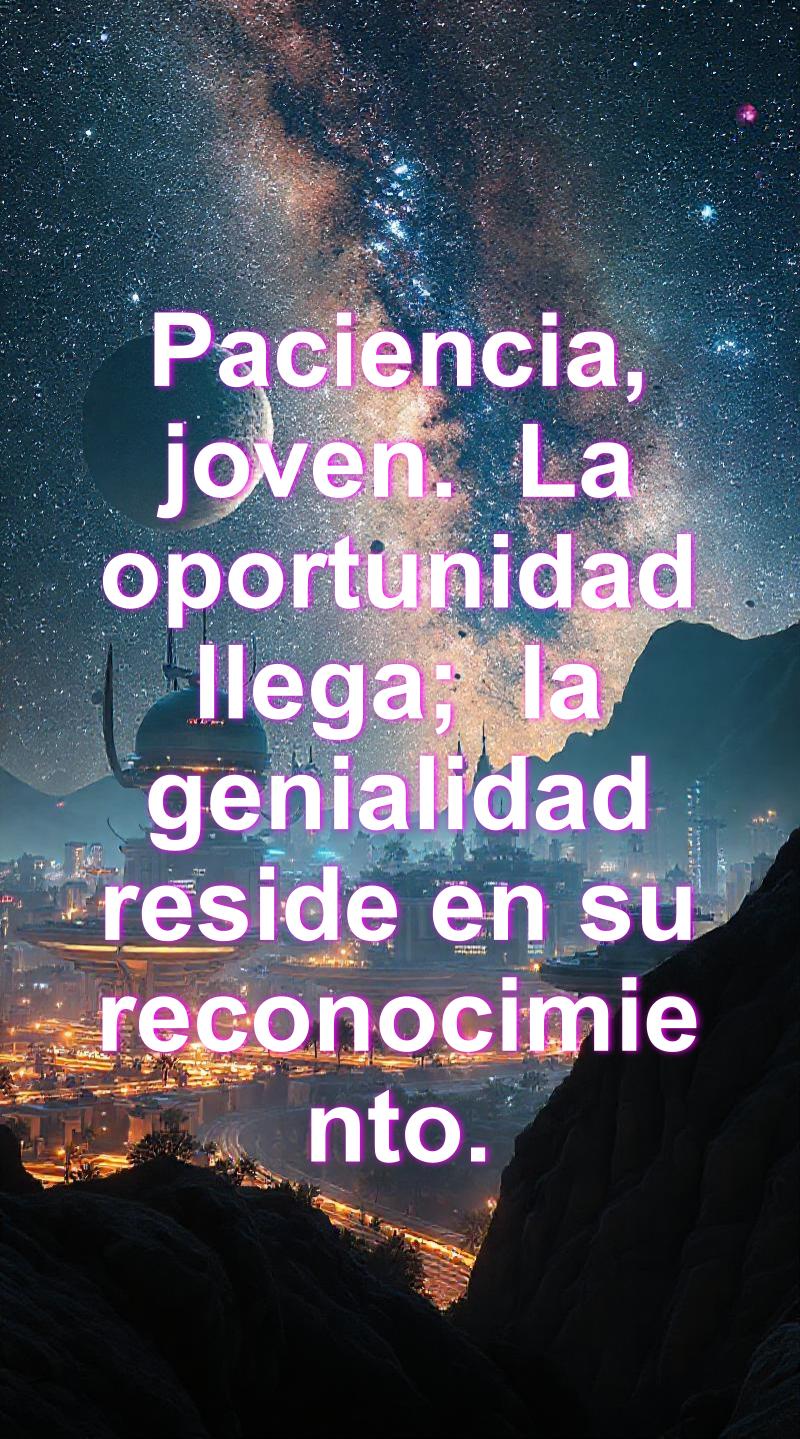 Paciencia,
joven.  La
oportunidad
llega;  la
genialidad
reside en su
reconocimie
nto.